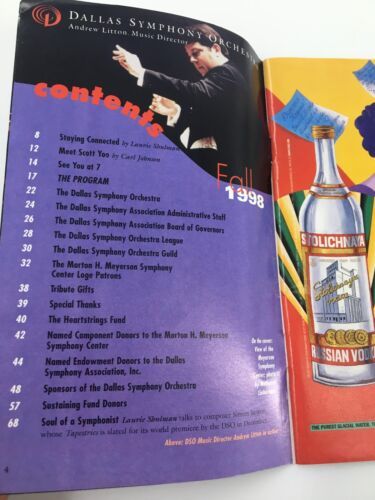 DALLAS SYMPHONY ORCHESTR
Andrew Litton, Music Director
contents
Fall
1998
8 Staying Connected by Laurie Shulman
12 Meet Scott Yoo by Carl Johnson
14 See You at 7
17 THE PROGRAM
22 The Dallas Symphony Orchestra
24 The Dallas Symphony Association Administrative Staff
26 The Dallas Symphony Association Board of Governors
28 The Dallas Symphony Orchestra League
30 The Dallas Symphony Orchestra Guild
32 The Morton H. Meyerson Symphony
Center Loge Patrons
38 Tribute Gifts
39 Special Thanks
40 The Heartstrings Fund
42 Named Component Donors to the Morton H. Meyerson
Symphony Center
44 Named Endowment Donors to the Dallas
Symphony Association, Inc.
48 Sponsors of the Dallas Symphony Orchestra
57 Sustaining Fund Donors
68 Soul of a Symphonist Laurie Shulman talks to composer
whose Tapestries is slated for its world premiere by the DSO in December.
On the cover:
View of the
Meyerson
Symphony
Center
Above: DSO Music Director Andrew Litton in
4
STOLICHNAYA
Stolichnaya
RUSSIAN VOD
THE PUREST GLACIAL WATER,